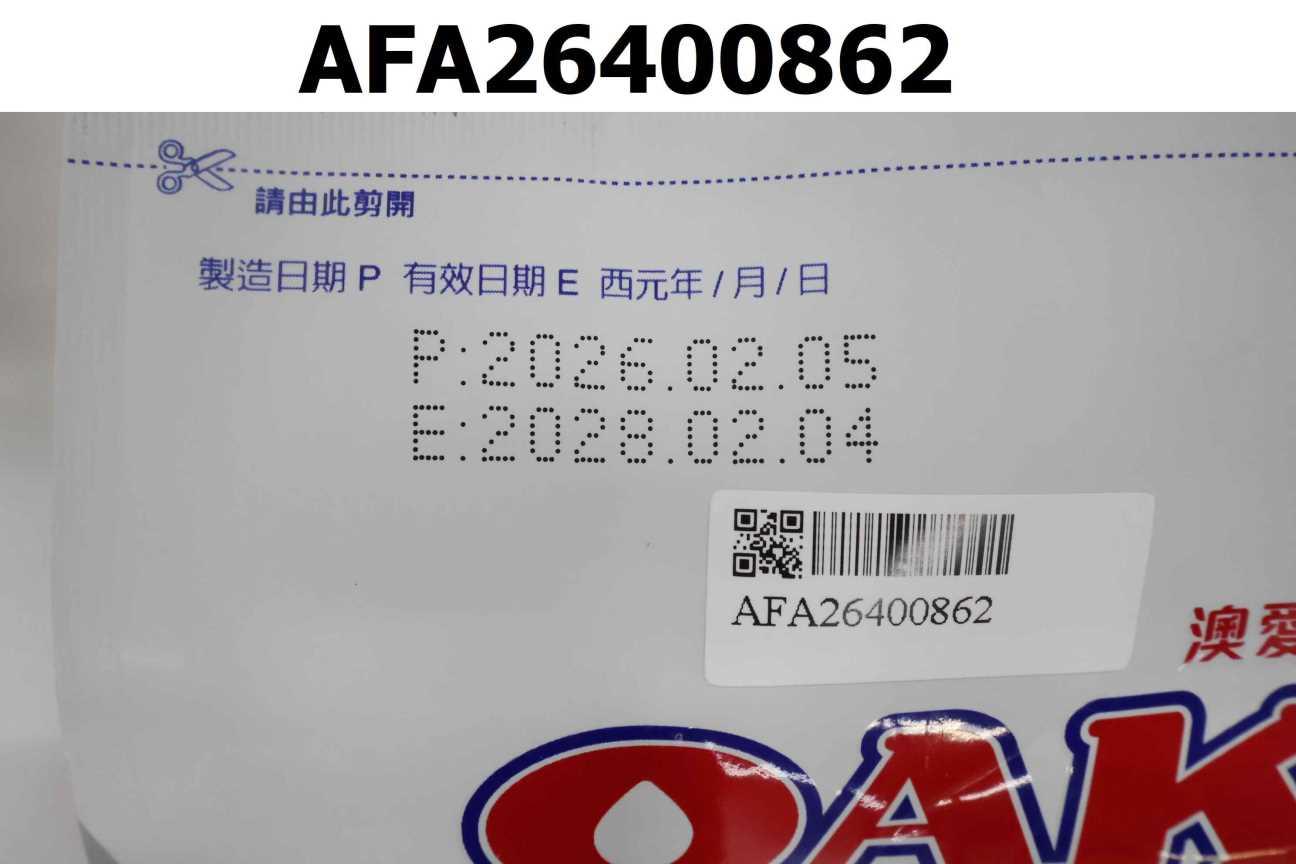 AFA26400862
請由此剪開
製造日期 P 有效日期 E 西元年/月/日
P:2026.02.05
E:2028.02.04
AFA26400862
澳愛
OAK